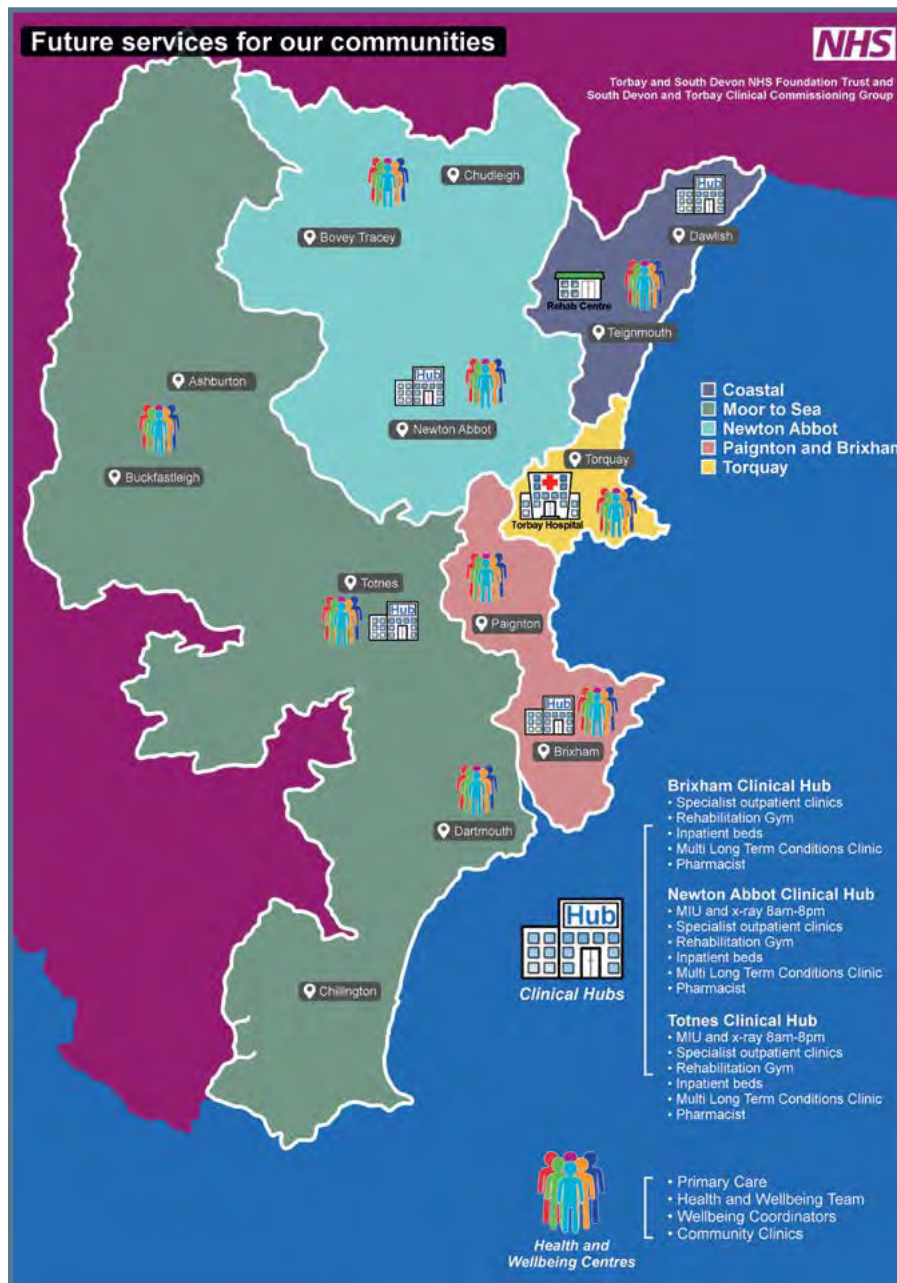 Future services for our communities
NHS
Torbay and South Devon NHS Foundation Trust and
South Devon and Torbay Clinical Commissioning Group
Chudleigh
Hub
Bovey Tracey
Dawlish
Rehab Centre
Teignmouth
Ashburton
Hub
Newton Abbot
Coastal
Moor to Sea
Newton Abbot
Paignton and Brixham
Torquay
Torquay
Buckfastleigh
Torbay Hospital
Totnes
Hub
Paignton
Hub
Brixham
Dartmouth
Chillington
Brixham Clinical Hub
• Specialist outpatient clinics
• Rehabilitation Gym
• Inpatient beds
• Multi Long Term Conditions Clinic
• Pharmacist
Hub
Clinical Hubs
Newton Abbot Clinical Hub
• MIU and x-ray 8am-8pm
• Specialist outpatient clinics
• Rehabilitation Gym
• Inpatient beds
• Multi Long Term Conditions Clinic
• Pharmacist
Totnes Clinical Hub
• MIU and x-ray 8am-8pm
• Specialist outpatient clinics
• Rehabilitation Gym
• Inpatient beds
• Multi Long Term Conditions Clinic
• Pharmacist
Health and
Wellbeing Centres
• Primary Care
• Health and Wellbeing Team
• Wellbeing Coordinators
• Community Clinics